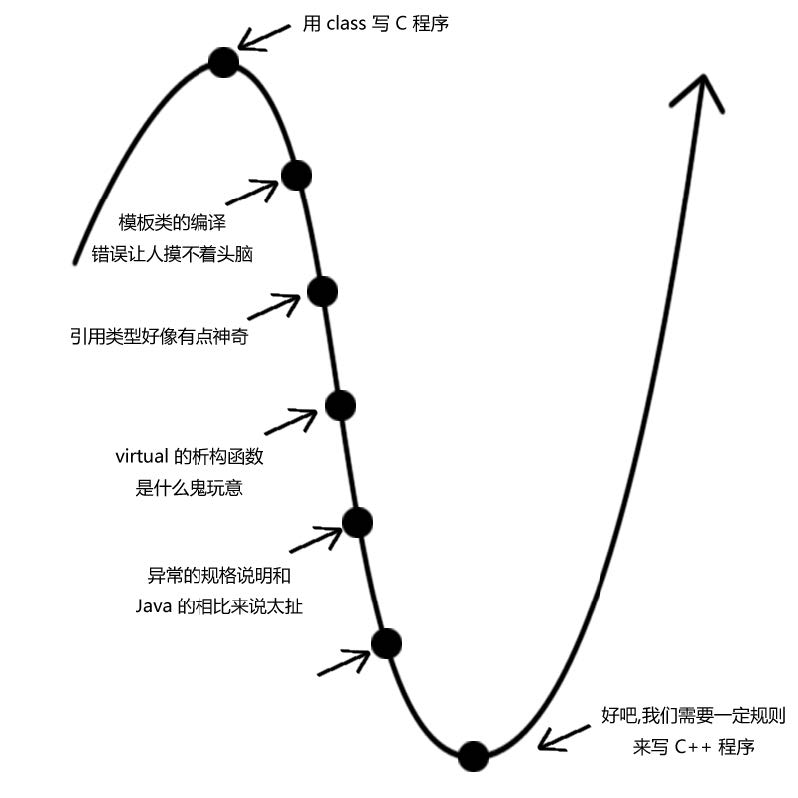 用 class 写 C 程序
模板类的编译
错误让人摸不着头脑
引用类型好像有点神奇
virtual 的析构函数
是什么鬼玩意
异常的规格说明和
Java 的相比来说太扯
好吧,我们需要一定规则
来写 C++ 程序